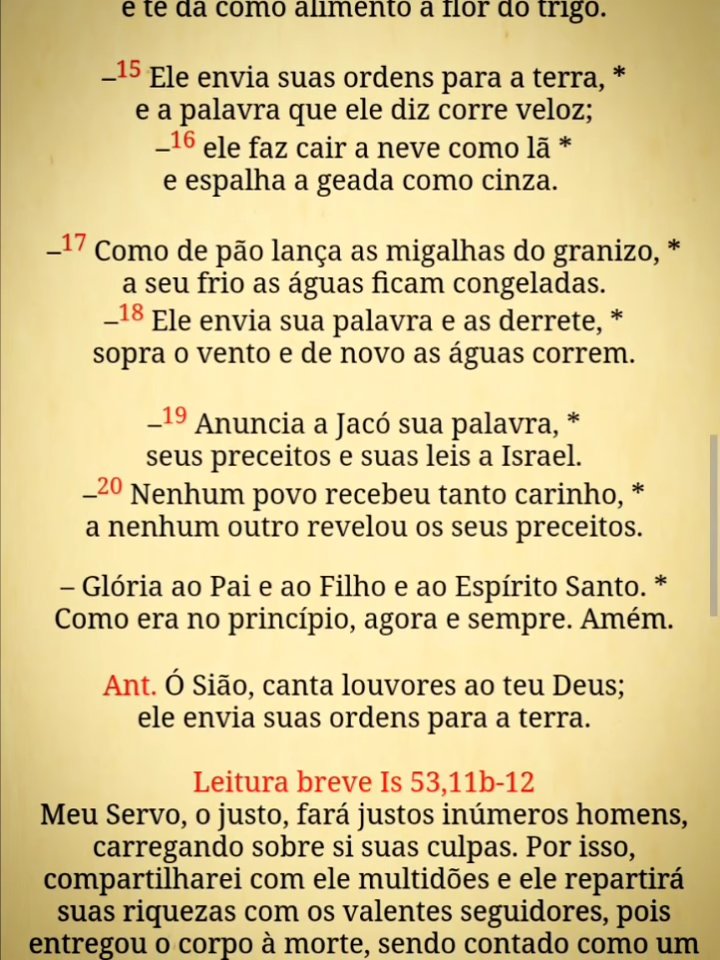 e te dá como alimento a flor do trigo.
–15 Ele envia suas ordens para a terra, *
e a palavra que ele diz corre veloz;
–16 ele faz cair a neve como lã *
e espalha a geada como cinza.
–17 Como de pão lança as migalhas do granizo, *
a seu frio as águas ficam congeladas.
–18 Ele envia sua palavra e as derrete, *
sopra o vento e de novo as águas correm.
–19 Anuncia a Jacó sua palavra, *
seus preceitos e suas leis a Israel.
–20 Nenhum povo recebeu tanto carinho, *
a nenhum outro revelou os seus preceitos.
– Glória ao Pai e ao Filho e ao Espírito Santo. *
Como era no princípio, agora e sempre. Amém.
Ant. Ó Sião, canta louvores ao teu Deus;
ele envia suas ordens para a terra.
Leitura breve Is 53,11b-12
Meu Servo, o justo, fará justos inúmeros homens,
carregando sobre si suas culpas. Por isso,
compartilharei com ele multidões e ele repartirá
suas riquezas com os valentes seguidores, pois
entregou o corpo à morte, sendo contado como um